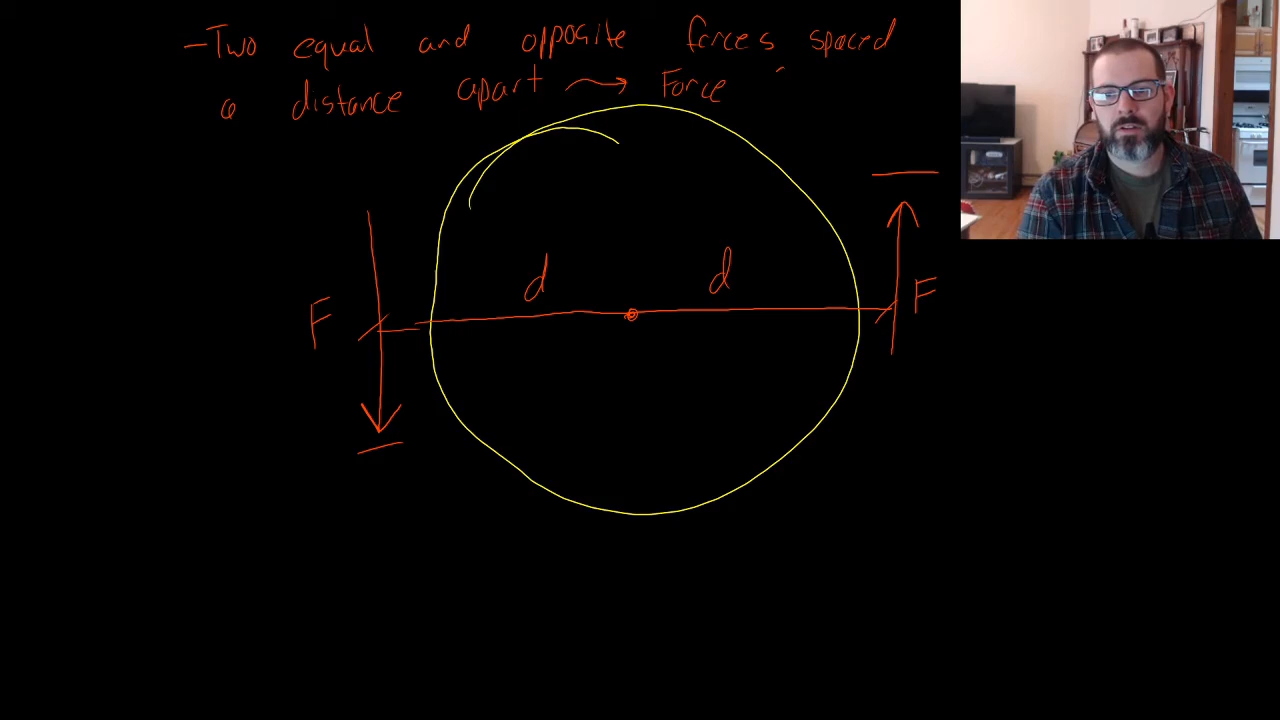 -Two equal and opposite forces spaced
a distance apart → Force
d d
F F